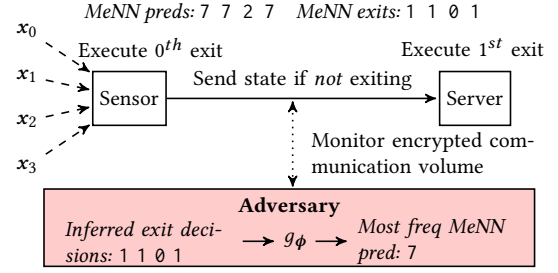 MeNN preds: 7 7 2 7 MeNN exits: 1 1 0 1
x₀
x₁
x₂
x₃
Execute 0ᵗʰ exit
Execute 1ˢᵗ exit
Sensor
Send state if not exiting
Server
Monitor encrypted com-
munication volume
Adversary
Inferred exit deci-
sions: 1 1 0 1
g_ϕ
Most freq MeNN
pred: 7